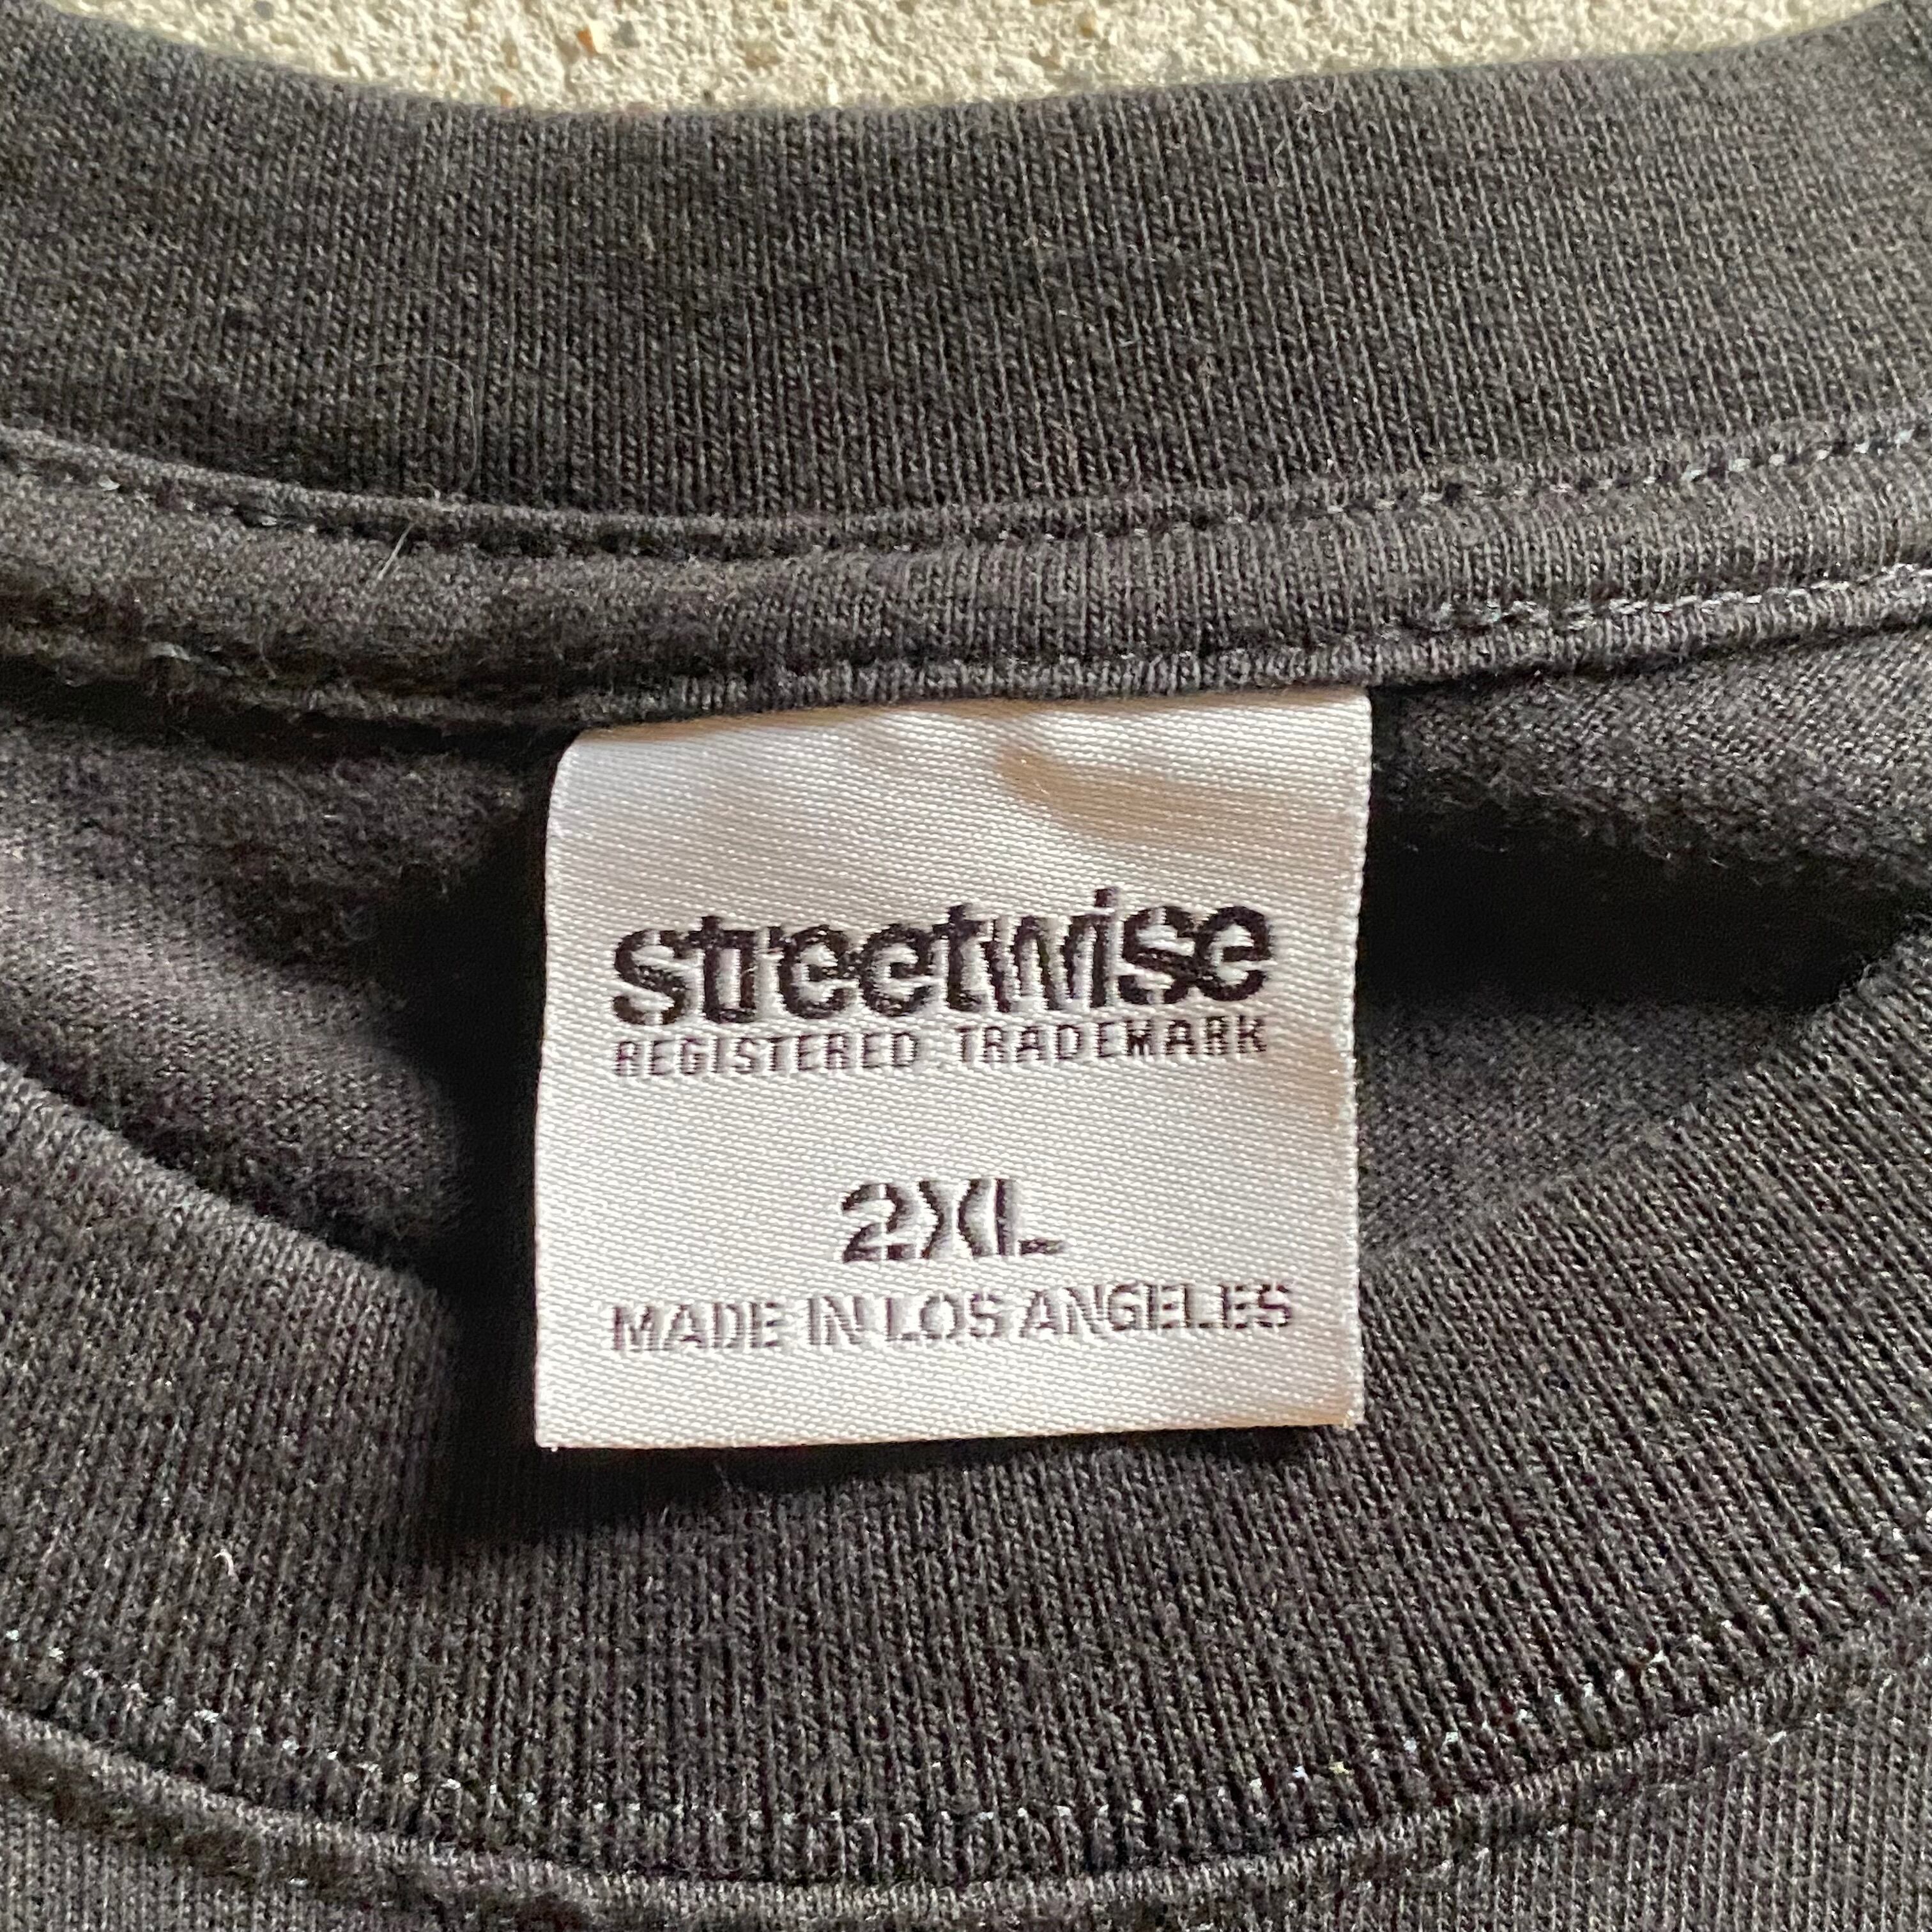 streetwise
REGISTERED TRADEMARK
2XL
MADE IN LOS ANGELES